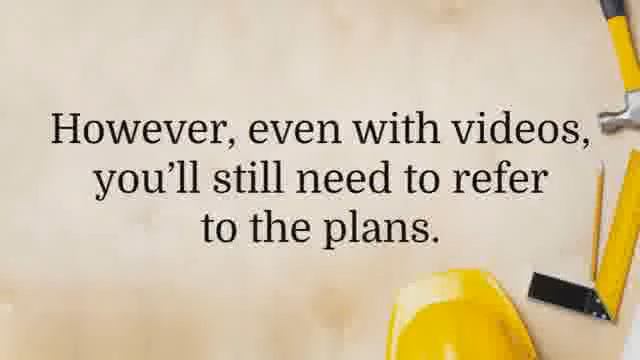 However, even with videos,
you’ll still need to refer
to the plans.